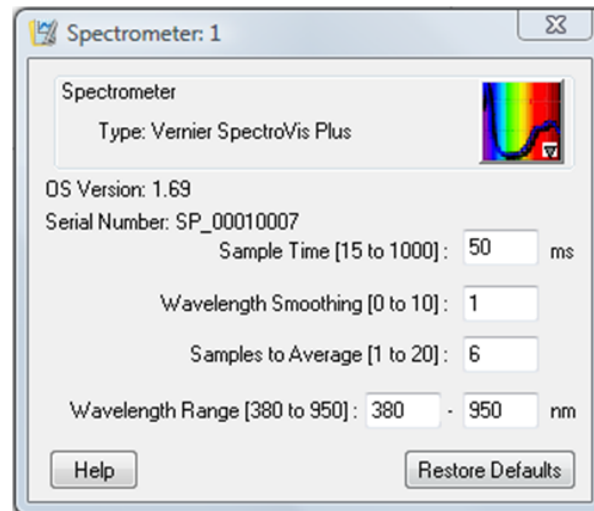 Spectrometer: 1
Spectrometer
Type: Vernier SpectroVis Plus
OS Version: 1.69
Serial Number: SP_00010007
Sample Time [15 to 1000] : 50 ms
Wavelength Smoothing [0 to 10] : 1
Samples to Average [1 to 20] : 6
Wavelength Range [380 to 950] : 380 - 950 nm
Help Restore Defaults